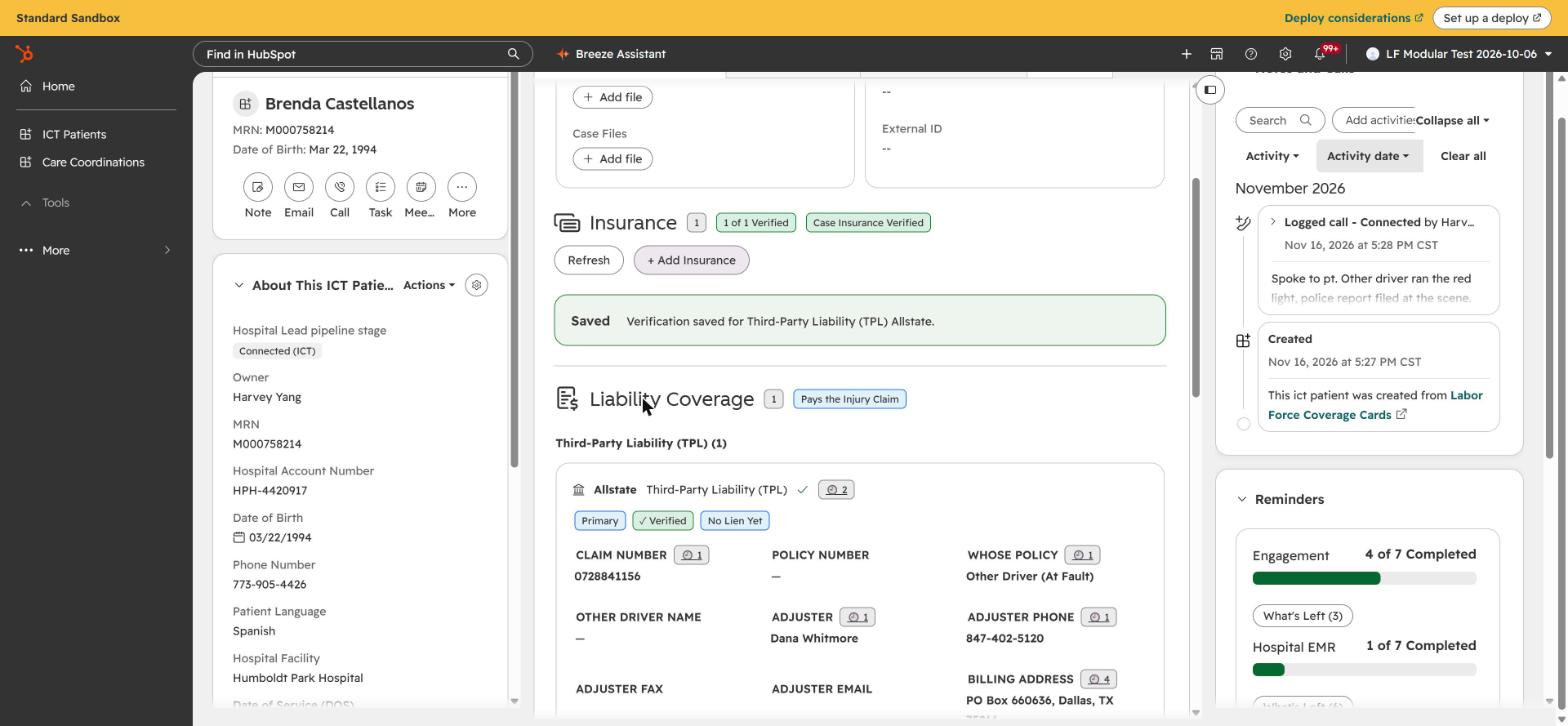 Standard Sandbox
Deploy considerations
Set up a deploy
Find in HubSpot
Breeze Assistant
99+
LF Modular Test 2026-10-06
Home
ICT Patients
Care Coordinations
Tools
More
Brenda Castellanos
MRN: M000758214
Date of Birth: Mar 22, 1994
Note Email Call Task Mee... More
About This ICT Patie... Actions
Hospital Lead pipeline stage
Connected (ICT)
Owner
Harvey Yang
MRN
M000758214
Hospital Account Number
HPH-4420917
Date of Birth
03/22/1994
Phone Number
773-905-4426
Patient Language
Spanish
Hospital Facility
Humboldt Park Hospital
Date of Service (DOS)
+ Add file
Case Files
+ Add file
--
External ID
--
Insurance 1 1 of 1 Verified Case Insurance Verified
Refresh + Add Insurance
Saved Verification saved for Third-Party Liability (TPL) Allstate.
Liability Coverage 1 Pays the Injury Claim
Third-Party Liability (TPL) (1)
Allstate Third-Party Liability (TPL) ✓ 2
Primary ✓ Verified No Lien Yet
CLAIM NUMBER 1
0728841156
POLICY NUMBER
—
WHOSE POLICY 1
Other Driver (At Fault)
OTHER DRIVER NAME
—
ADJUSTER 1
Dana Whitmore
ADJUSTER PHONE 1
847-402-5120
ADJUSTER FAX
ADJUSTER EMAIL
BILLING ADDRESS 4
PO Box 660636, Dallas, TX
Search
Add activities
Collapse all
Activity
Activity date
Clear all
November 2026
Logged call - Connected by Harv...
Nov 16, 2026 at 5:28 PM CST
Spoke to pt. Other driver ran the red
light, police report filed at the scene.
Created
Nov 16, 2026 at 5:27 PM CST
This ict patient was created from Labor
Force Coverage Cards
Reminders
Engagement 4 of 7 Completed
What's Left (3)
Hospital EMR 1 of 7 Completed